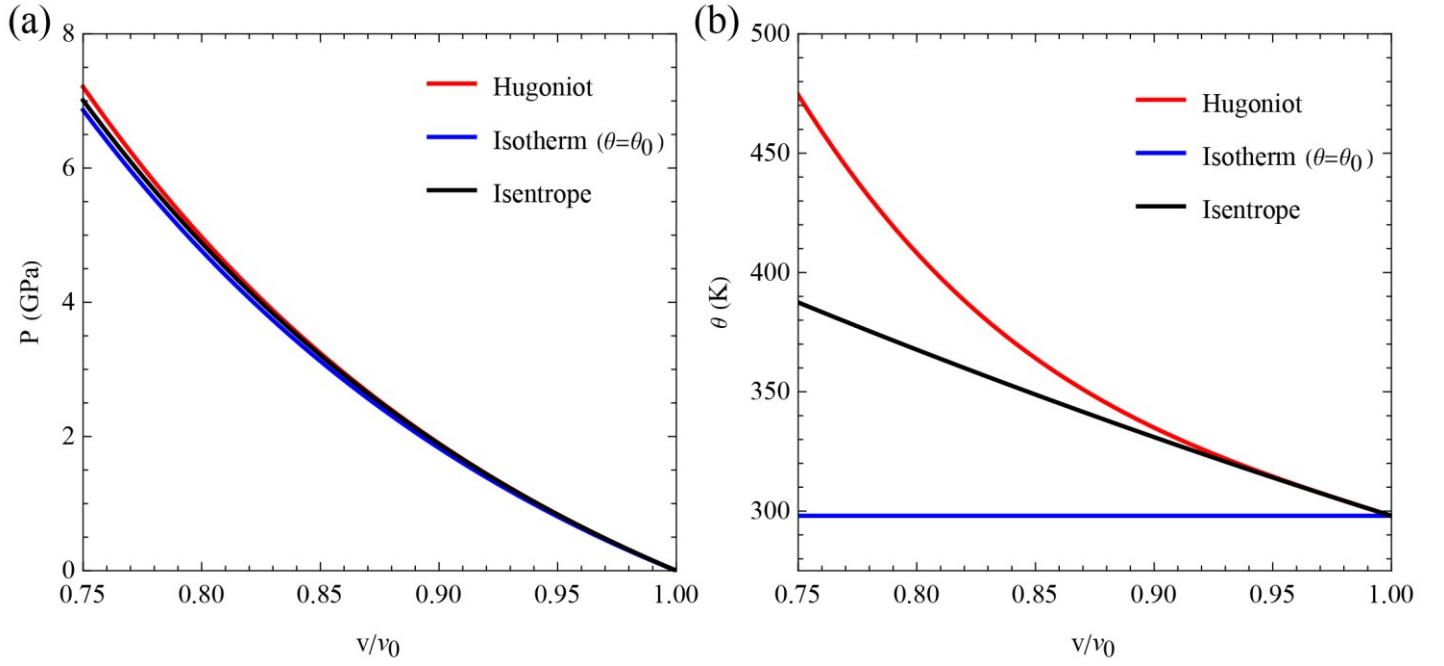 (a)
8
6
4
2
0
P (GPa)
0.75 0.80 0.85 0.90 0.95 1.00
v/v0
Hugoniot
Isotherm (θ=θ0)
Isentrope
(b)
500
450
400
350
300
θ (K)
0.75 0.80 0.85 0.90 0.95 1.00
v/v0
Hugoniot
Isotherm (θ=θ0)
Isentrope